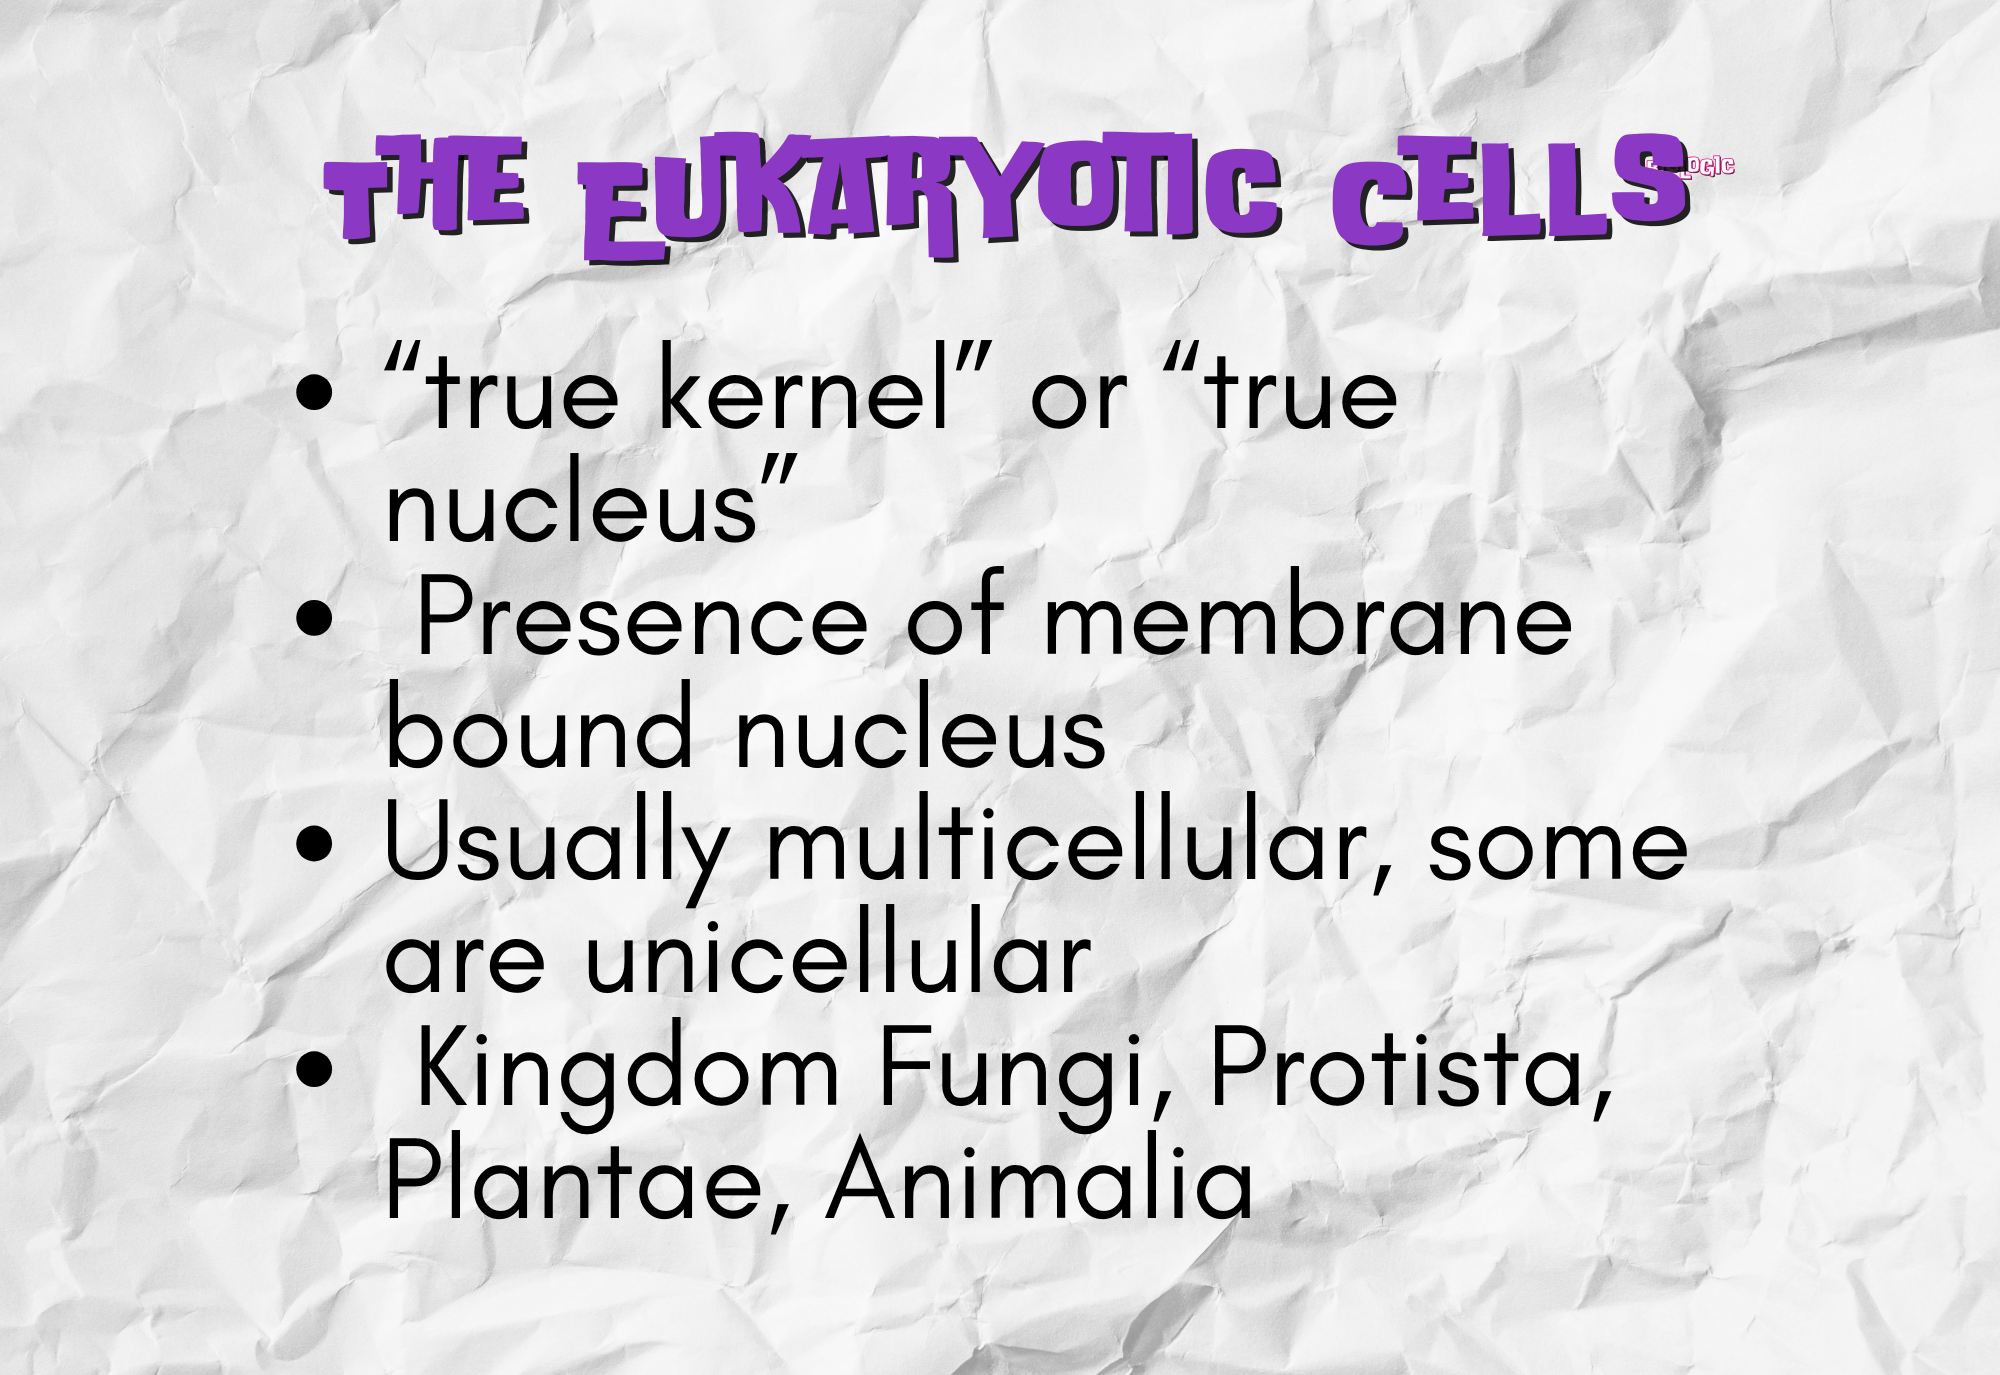 THE EUKARYOTIC CELLS
• “true kernel” or “true
nucleus”
• Presence of membrane
bound nucleus
• Usually multicellular, some
are unicellular
• Kingdom Fungi, Protista,
Plantae, Animalia